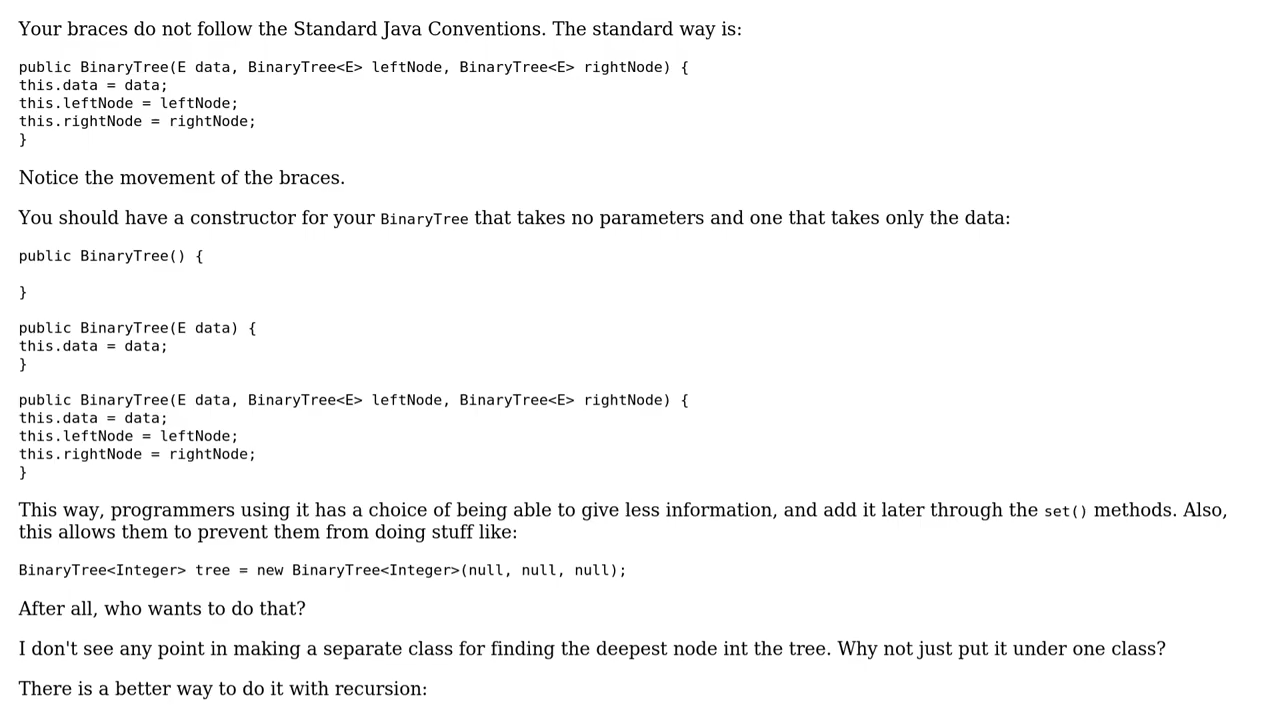 Your braces do not follow the Standard Java Conventions. The standard way is:
public BinaryTree(E data, BinaryTree<E> leftNode, BinaryTree<E> rightNode) {
this.data = data;
this.leftNode = leftNode;
this.rightNode = rightNode;
}
Notice the movement of the braces.
You should have a constructor for your BinaryTree that takes no parameters and one that takes only the data:
public BinaryTree() {
}
public BinaryTree(E data) {
this.data = data;
}
public BinaryTree(E data, BinaryTree<E> leftNode, BinaryTree<E> rightNode) {
this.data = data;
this.leftNode = leftNode;
this.rightNode = rightNode;
}
This way, programmers using it has a choice of being able to give less information, and add it later through the set() methods. Also,
this allows them to prevent them from doing stuff like:
BinaryTree<Integer> tree = new BinaryTree<Integer>(null, null, null);
After all, who wants to do that?
I don't see any point in making a separate class for finding the deepest node int the tree. Why not just put it under one class?
There is a better way to do it with recursion: